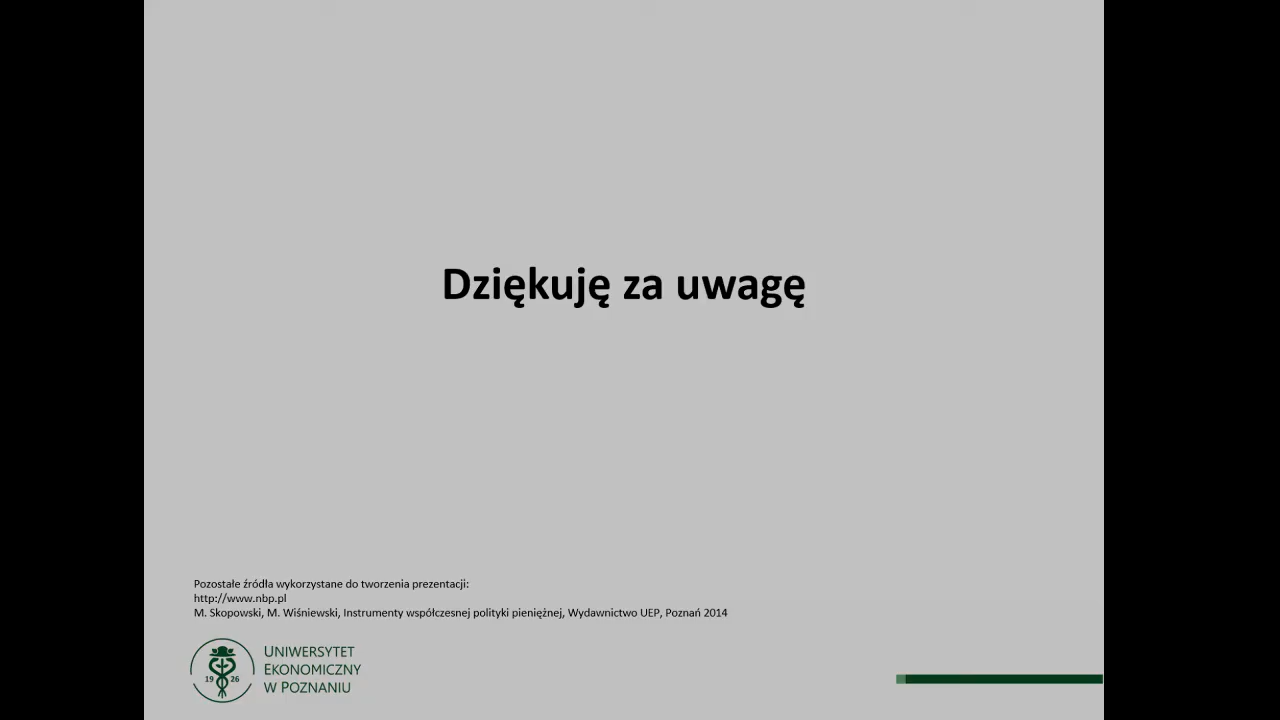 Dziękuję za uwagę
Pozostałe źródła wykorzystane do tworzenia prezentacji:
http://www.nbp.pl
M. Skopowski, M. Wiśniewski, Instrumenty współczesnej polityki pieniężnej, Wydawnictwo UEP, Poznań 2014
19 26
UNIWERSYTET
EKONOMICZNY
W POZNANIU